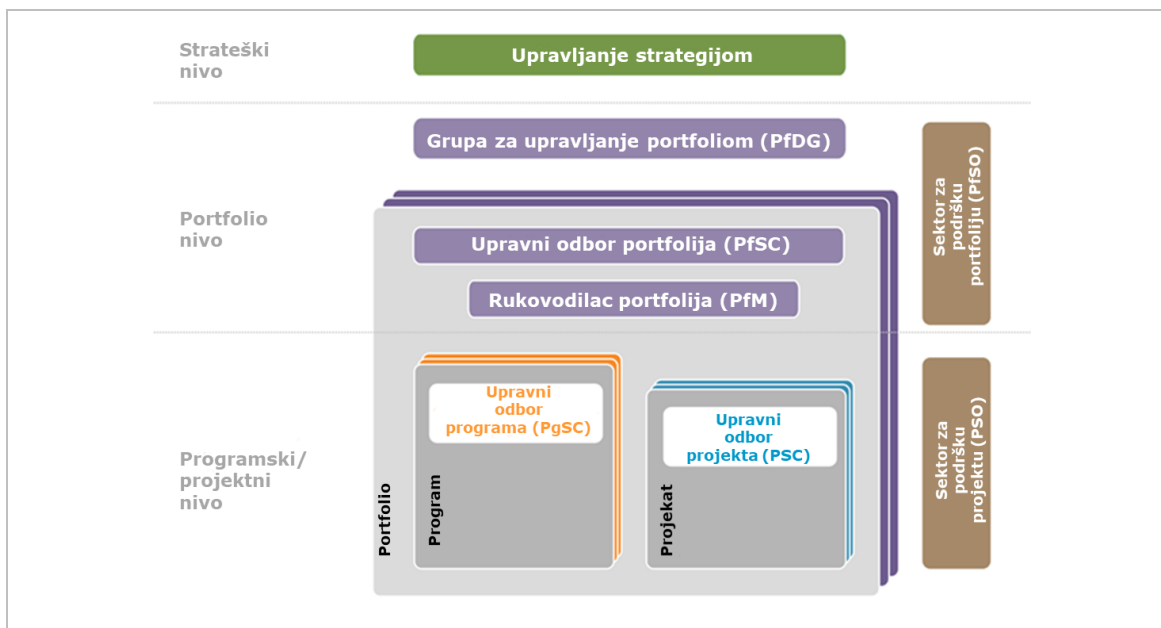 Strateški
nivo
Upravljanje strategijom
Grupa za upravljanje portfoliom (PfDG)
Sektor za
podršku
portfoliju (PfSO)
Portfolio
nivo
Upravni odbor portfolija (PfSC)
Rukovodilac portfolija (PfM)
Programski/
projektni
nivo
Portfolio
Program
Upravni
odbor
programa (PgSC)
Projekat
Upravni
odbor
projekta (PSC)
Sektor za
podršku
projektu (PSO)